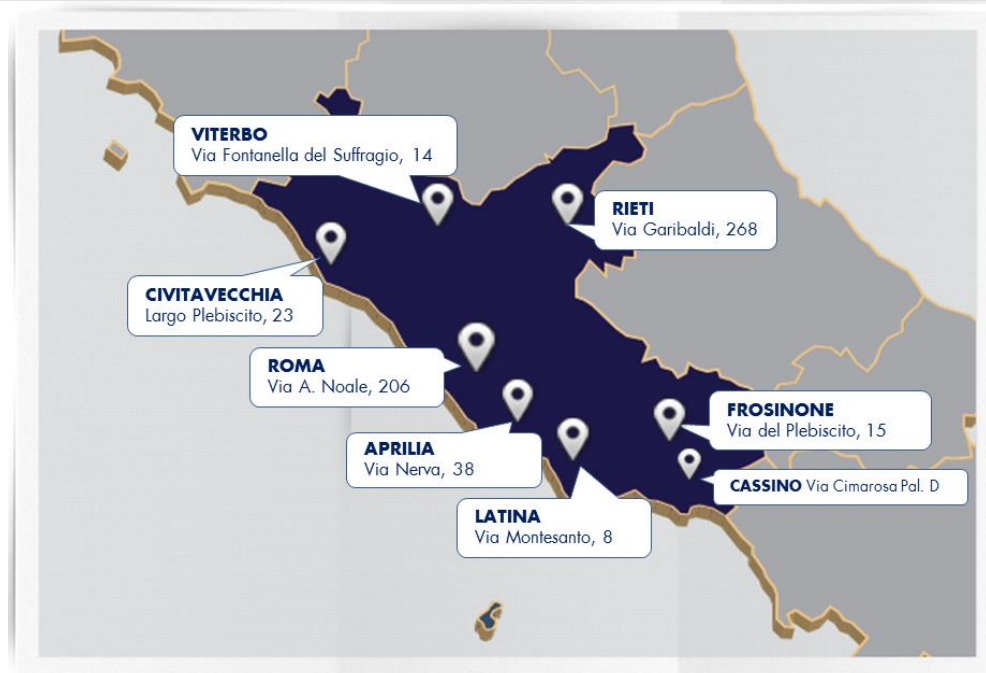 VITERBO
Via Fontanella del Suffragio, 14
RIETI
Via Garibaldi, 268
CIVITAVECCHIA
Largo Plebiscito, 23
ROMA
Via A. Noale, 206
APRILIA
Via Nerva, 38
FROSINONE
Via del Plebiscito, 15
CASSINO Via Cimarosa Pal. D
LATINA
Via Montesanto, 8